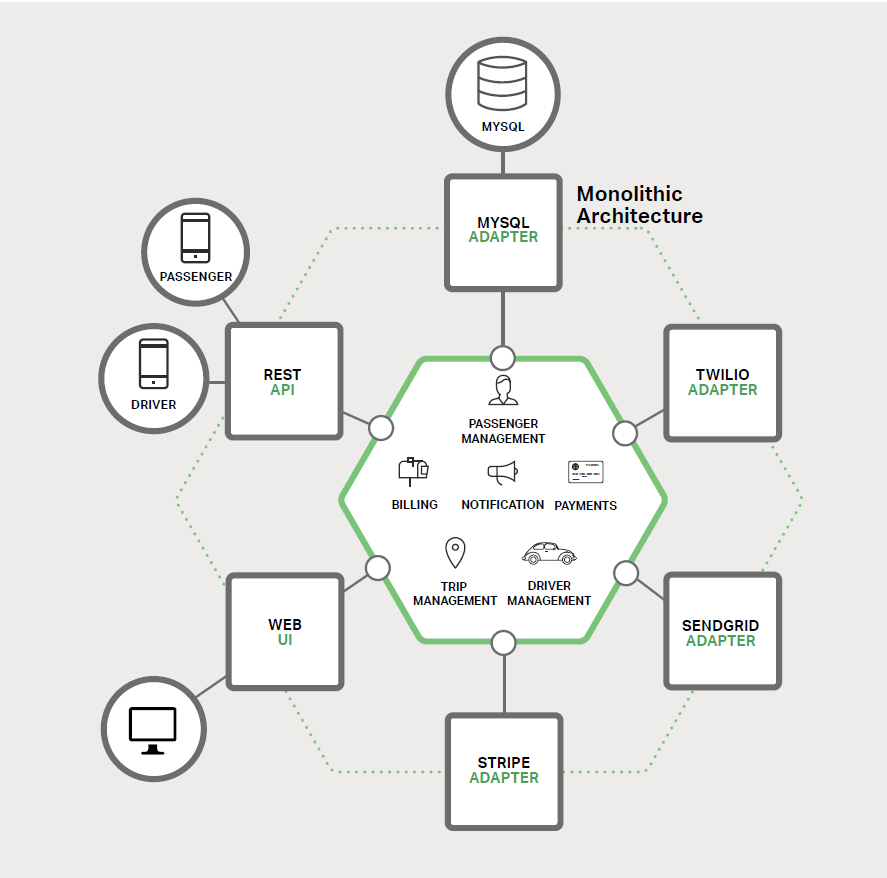 MYSQL
Monolithic
Architecture
MYSQL
ADAPTER
PASSENGER
DRIVER
REST
API
TWILIO
ADAPTER
PASSENGER
MANAGEMENT
BILLING
NOTIFICATION
PAYMENTS
TRIP
MANAGEMENT
DRIVER
MANAGEMENT
WEB
UI
SENDGRID
ADAPTER
STRIPE
ADAPTER